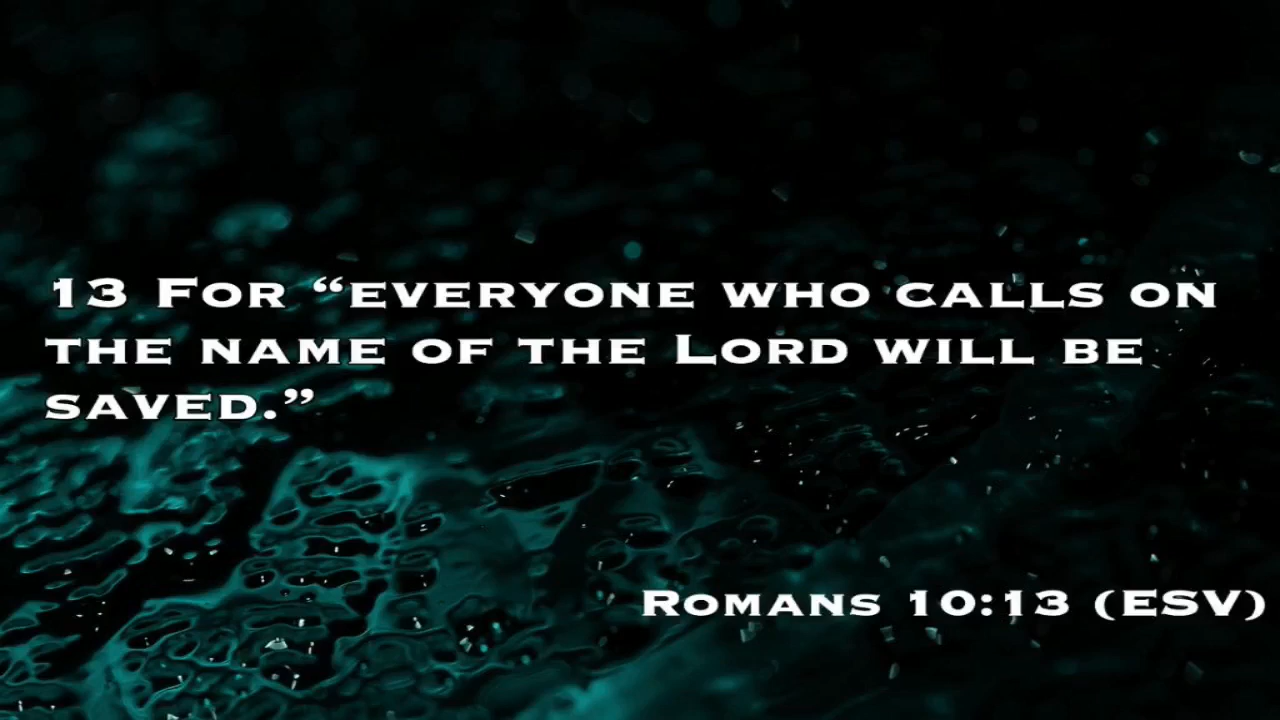 13 For “everyone who calls on
the name of the Lord will be
saved.”
Romans 10:13 (ESV)